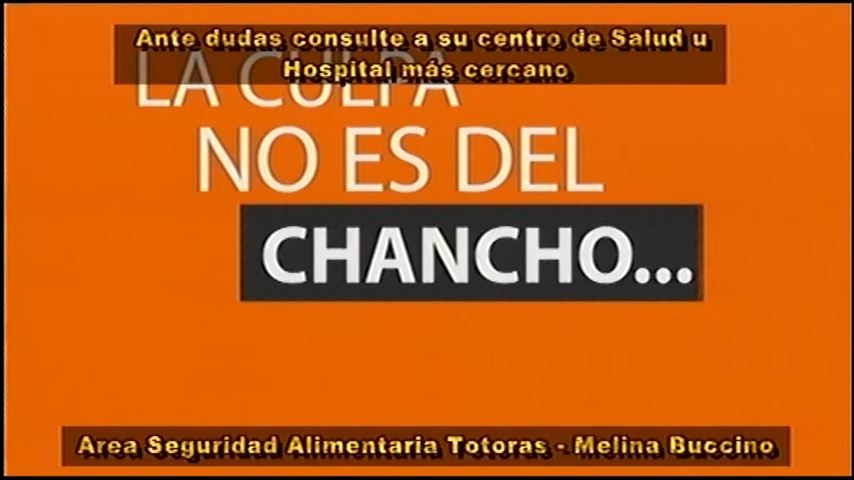 Ante dudas consulte a su centro de Salud u
Hospital más cercano
LA CULPA
NO ES DEL
CHANCHO...
Area Seguridad Alimentaria Totoras - Melina Buccino